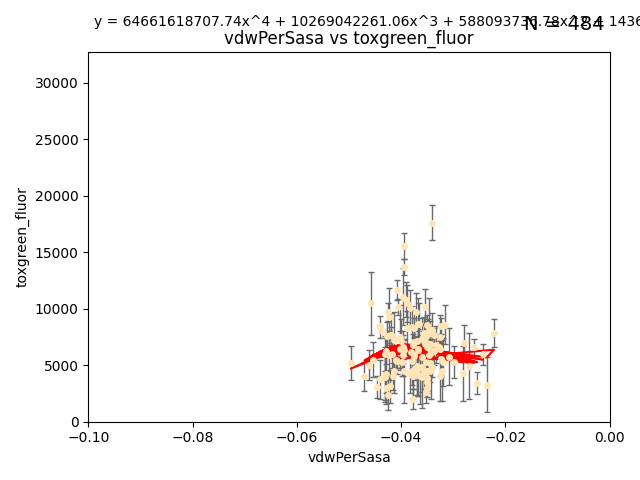 y = 64661618707.74x^4 + 10269042261.06x^3 +
N = 484
vdwPerSasa vs toxgreen_fluor
30000
25000
20000
15000
10000
5000
0
toxgreen_fluor
−0.10
−0.08
−0.06
−0.04
−0.02
0.00
vdwPerSasa